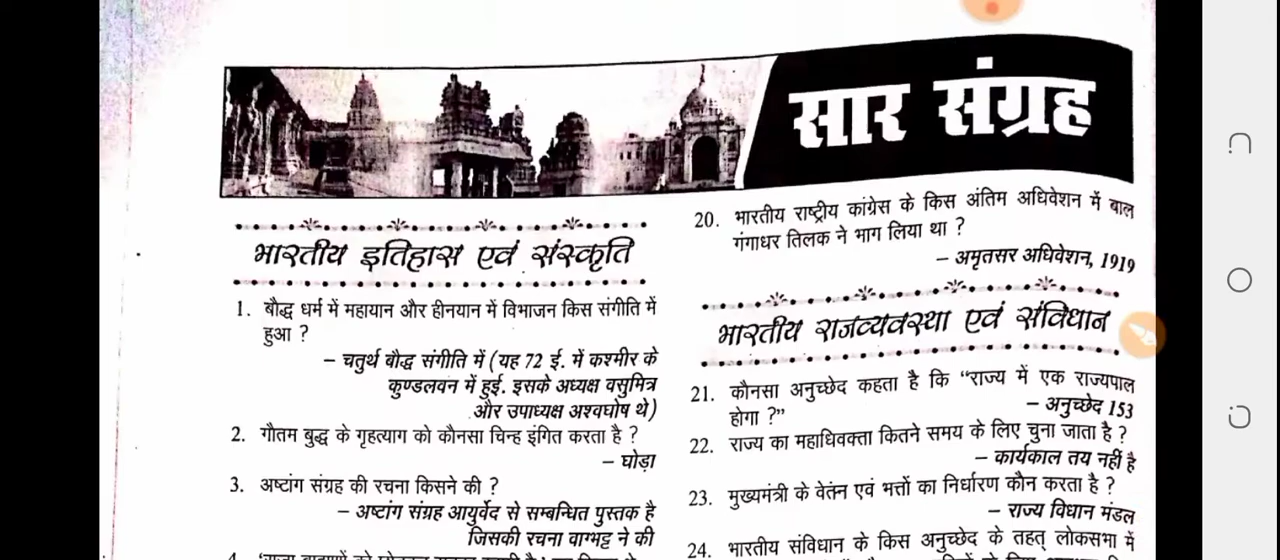 सार संग्रह
भारतीय इतिहास एवं संस्कृति
1. बौद्ध धर्म में महायान और हीनयान में विभाजन किस संगीति में
हुआ ?
– चतुर्थ बौद्ध संगीति में (यह 72 ई. में कश्मीर के
कुण्डलवन में हुई. इसके अध्यक्ष वसुमित्र
और उपाध्यक्ष अश्वघोष थे)
2. गौतम बुद्ध के गृहत्याग को कौनसा चिन्ह इंगित करता है ?
– घोड़ा
3. अष्टांग संग्रह की रचना किसने की ?
– अष्टांग संग्रह आयुर्वेद से सम्बन्धित पुस्तक है
जिसकी रचना वाग्भट्ट ने की
20. भारतीय राष्ट्रीय कांग्रेस के किस अंतिम अधिवेशन में बाल
गंगाधर तिलक ने भाग लिया था ?
– अमृतसर अधिवेशन, 1919
भारतीय राजव्यवस्था एवं संविधान
21. कौनसा अनुच्छेद कहता है कि “राज्य में एक राज्यपाल
होगा ?”
– अनुच्छेद 153
22. राज्य का महाधिवक्ता कितने समय के लिए चुना जाता है ?
– कार्यकाल तय नहीं है
23. मुख्यमंत्री के वेतन एवं भत्तों का निर्धारण कौन करता है ?
– राज्य विधान मंडल
24. भारतीय संविधान के किस अनुच्छेद के तहत् लोकसभा में